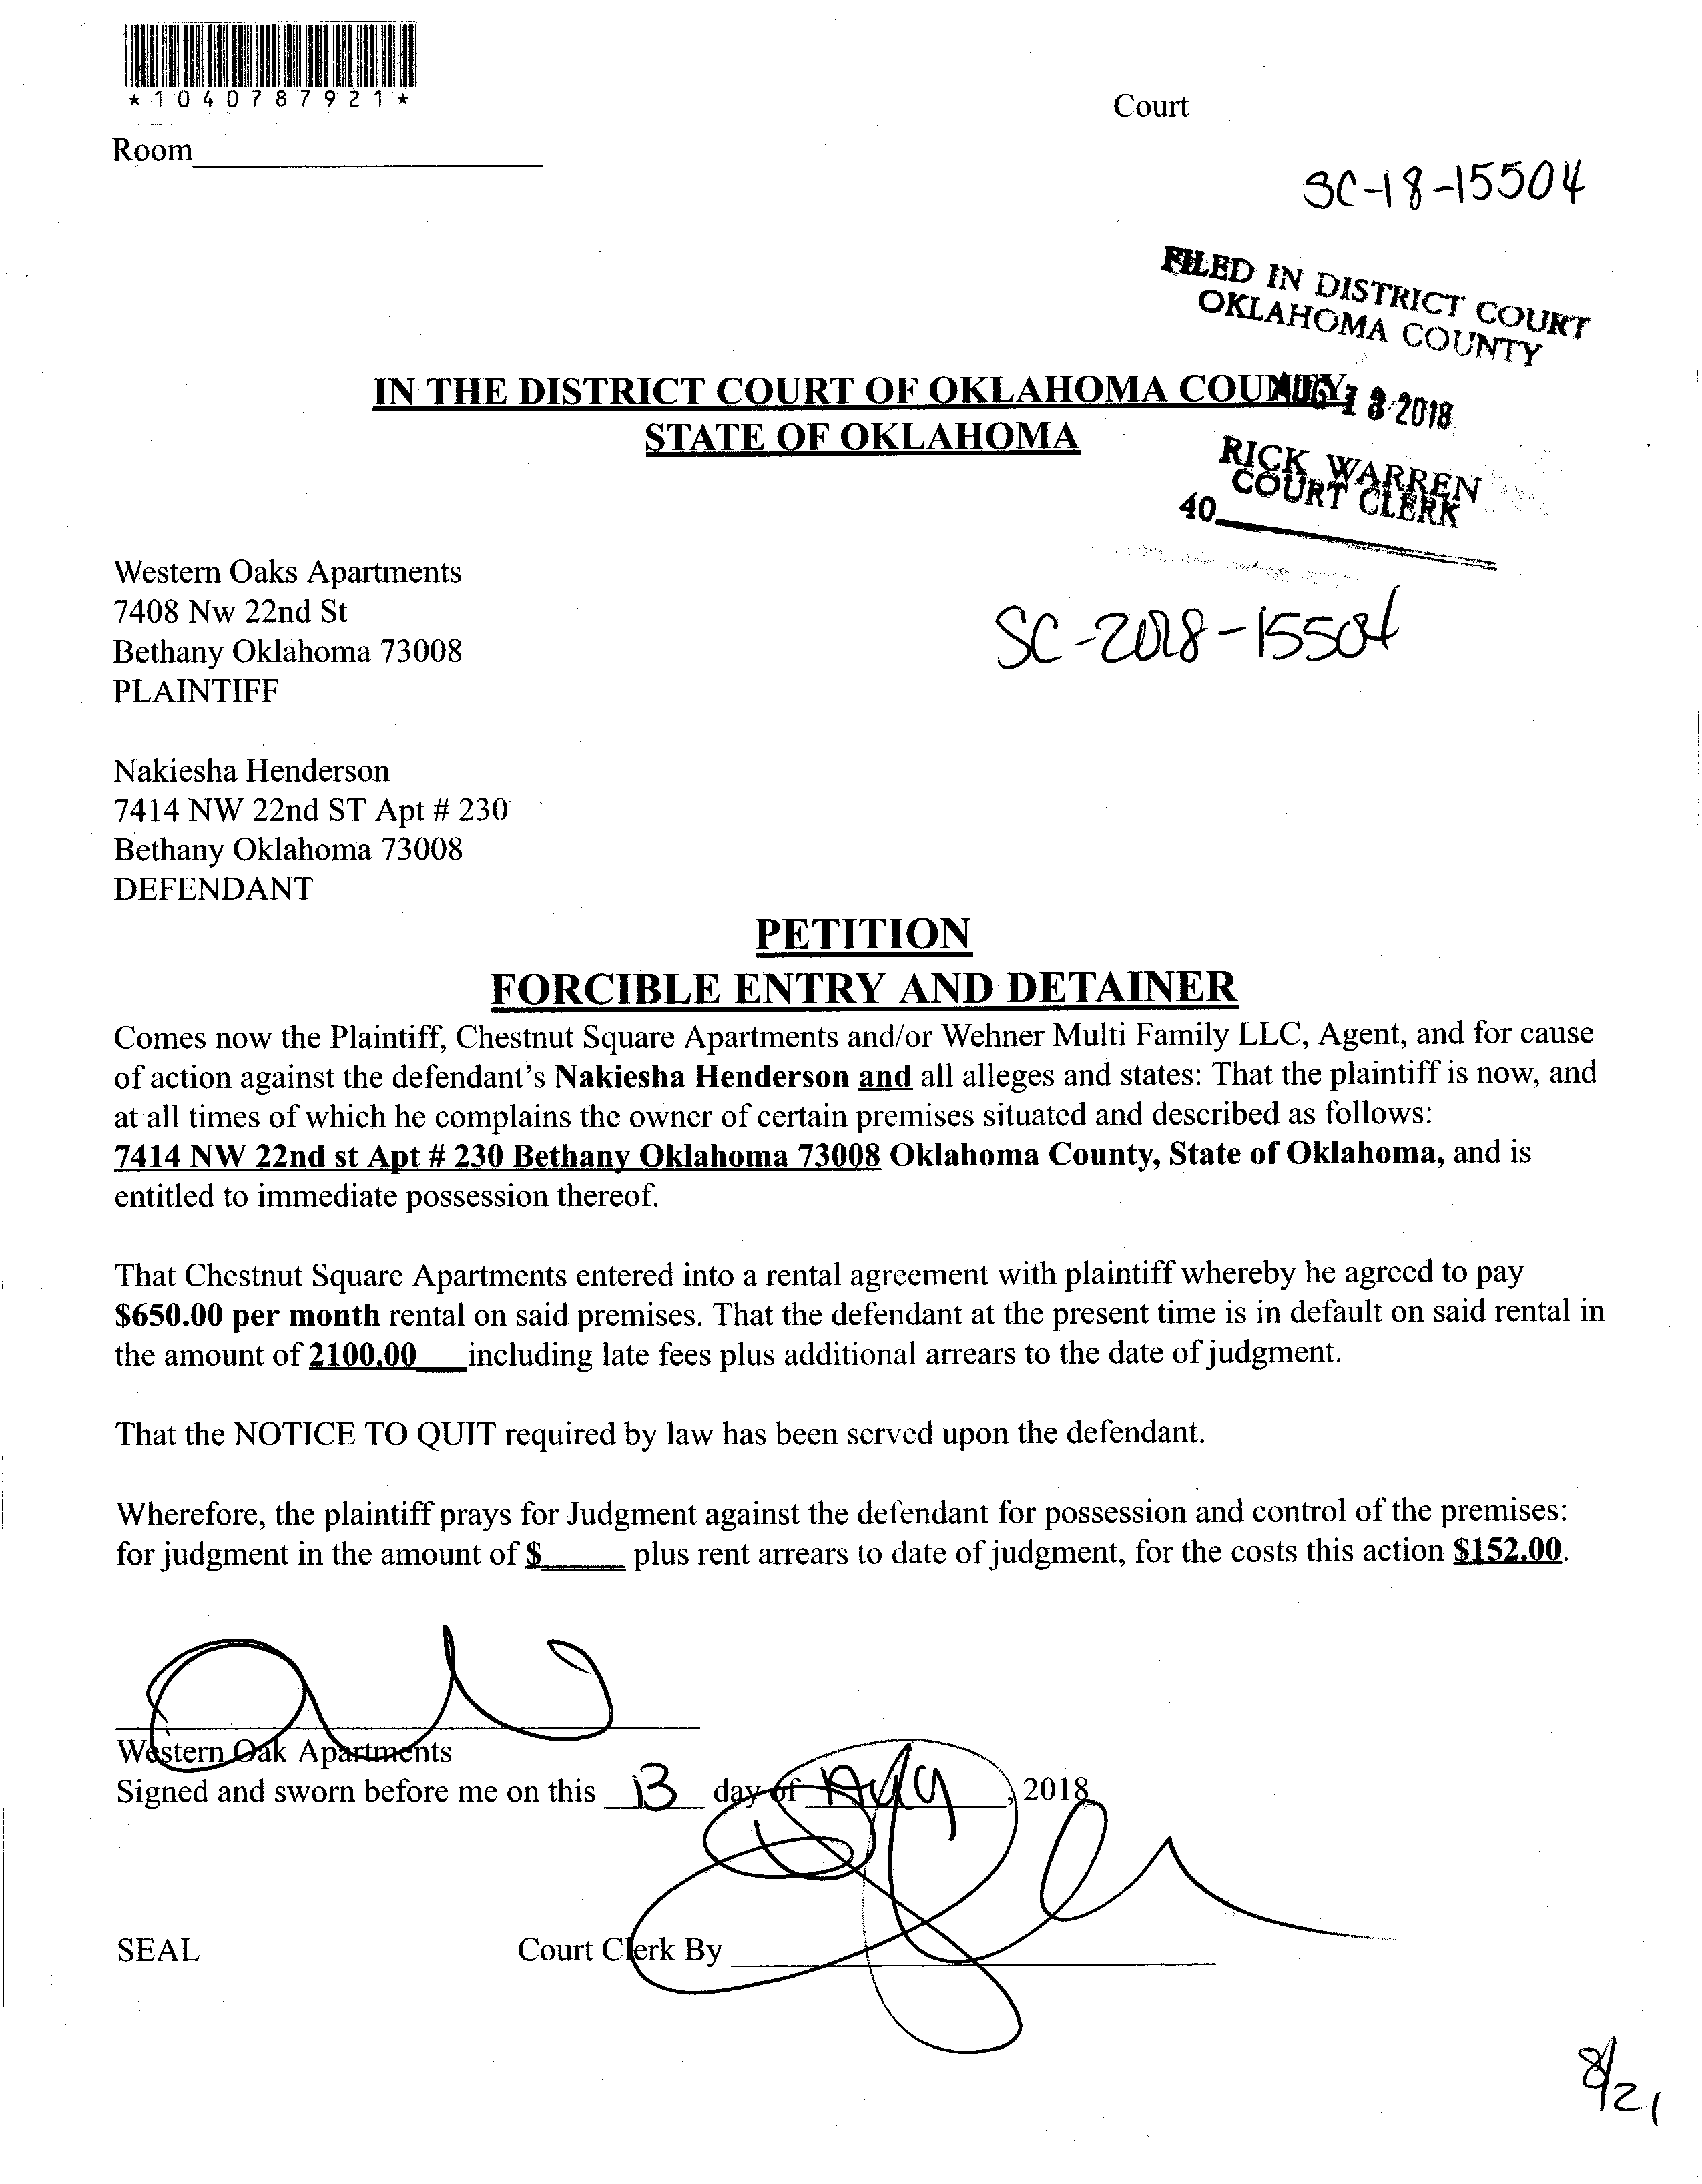 *1040787921*
Court
Room
SC-18-15504
FILED IN DISTRICT COURT
OKLAHOMA COUNTY
IN THE DISTRICT COURT OF OKLAHOMA COUNTY,
AUG 13 2018
STATE OF OKLAHOMA
RICK WARREN
COURT CLERK
40
Western Oaks Apartments
7408 Nw 22nd St
Bethany Oklahoma 73008
PLAINTIFF
SC-2018-15504
Nakiesha Henderson
7414 NW 22nd ST Apt # 230
Bethany Oklahoma 73008
DEFENDANT
PETITION
FORCIBLE ENTRY AND DETAINER
Comes now the Plaintiff, Chestnut Square Apartments and/or Wehner Multi Family LLC, Agent, and for cause
of action against the defendant’s Nakiesha Henderson and all alleges and states: That the plaintiff is now, and
at all times of which he complains the owner of certain premises situated and described as follows:
7414 NW 22nd st Apt # 230 Bethany Oklahoma 73008 Oklahoma County, State of Oklahoma, and is
entitled to immediate possession thereof.
That Chestnut Square Apartments entered into a rental agreement with plaintiff whereby he agreed to pay
$650.00 per month rental on said premises. That the defendant at the present time is in default on said rental in
the amount of 2100.00 including late fees plus additional arrears to the date of judgment.
That the NOTICE TO QUIT required by law has been served upon the defendant.
Wherefore, the plaintiff prays for Judgment against the defendant for possession and control of the premises:
for judgment in the amount of $_____ plus rent arrears to date of judgment, for the costs this action $152.00.
Western Oak Apartments
Signed and sworn before me on this 13 day of , 2018
SEAL
Court Clerk By
8/21